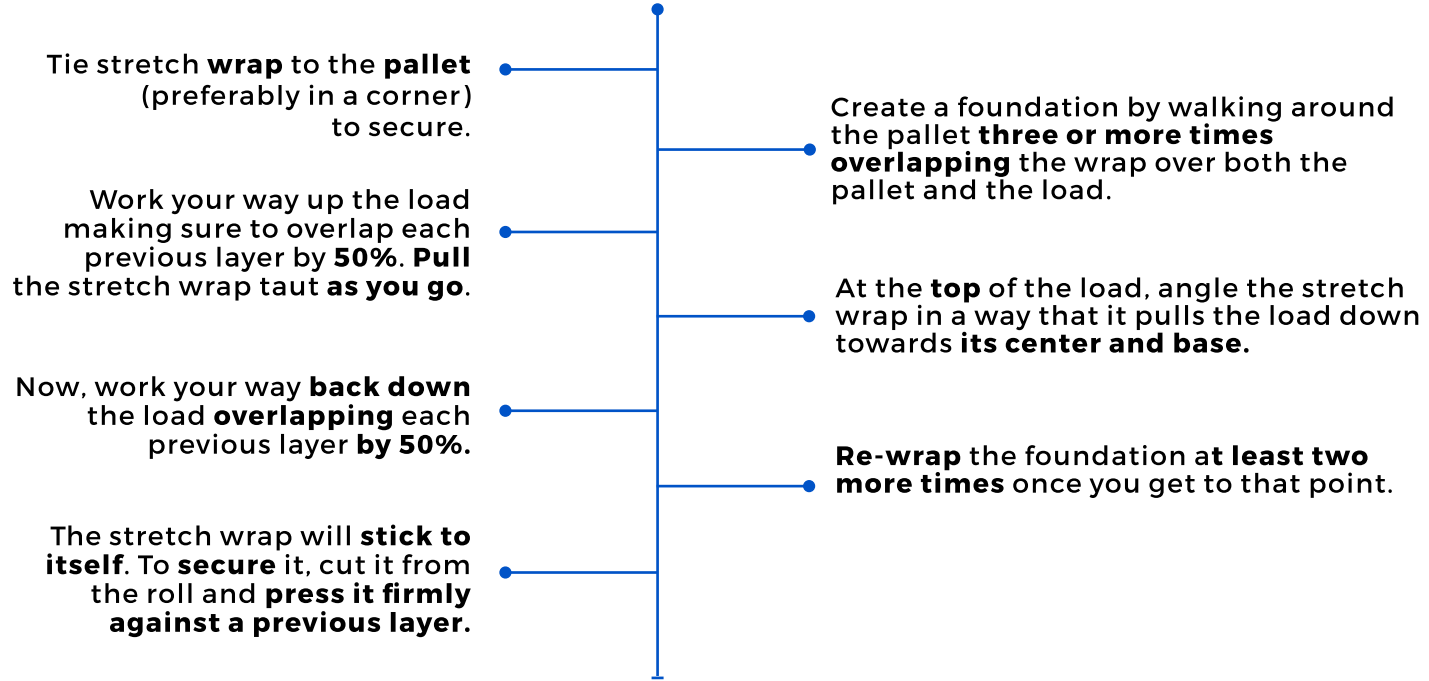 Tie stretch wrap to the pallet
(preferably in a corner)
to secure.
Create a foundation by walking around
the pallet three or more times
overlapping the wrap over both the
pallet and the load.
Work your way up the load
making sure to overlap each
previous layer by 50%. Pull
the stretch wrap taut as you go.
At the top of the load, angle the stretch
wrap in a way that it pulls the load down
towards its center and base.
Now, work your way back down
the load overlapping each
previous layer by 50%.
Re-wrap the foundation at least two
more times once you get to that point.
The stretch wrap will stick to
itself. To secure it, cut it from
the roll and press it firmly
against a previous layer.